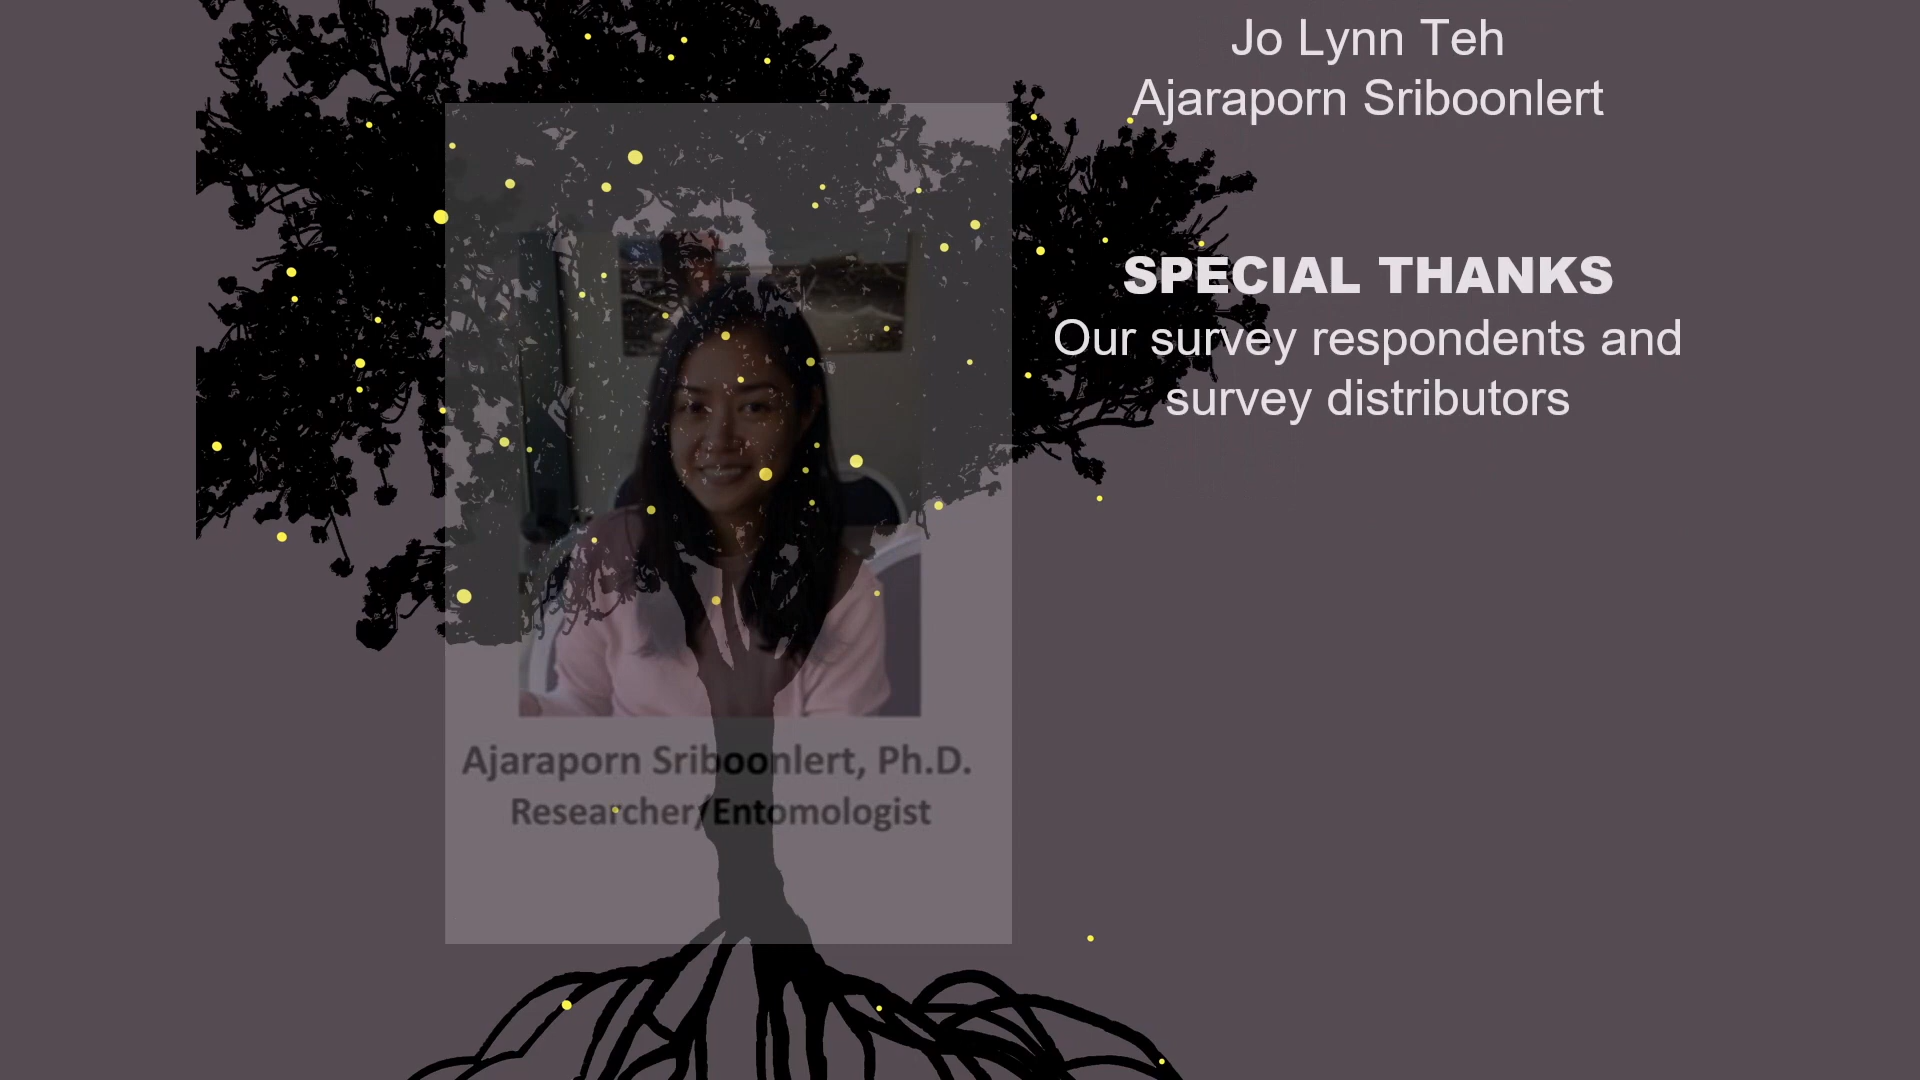 Jo Lynn Teh
Ajaraporn Sriboonlert
SPECIAL THANKS
Our survey respondents and
survey distributors
Ajaraporn Sriboonlert, Ph.D.
Researcher/Entomologist